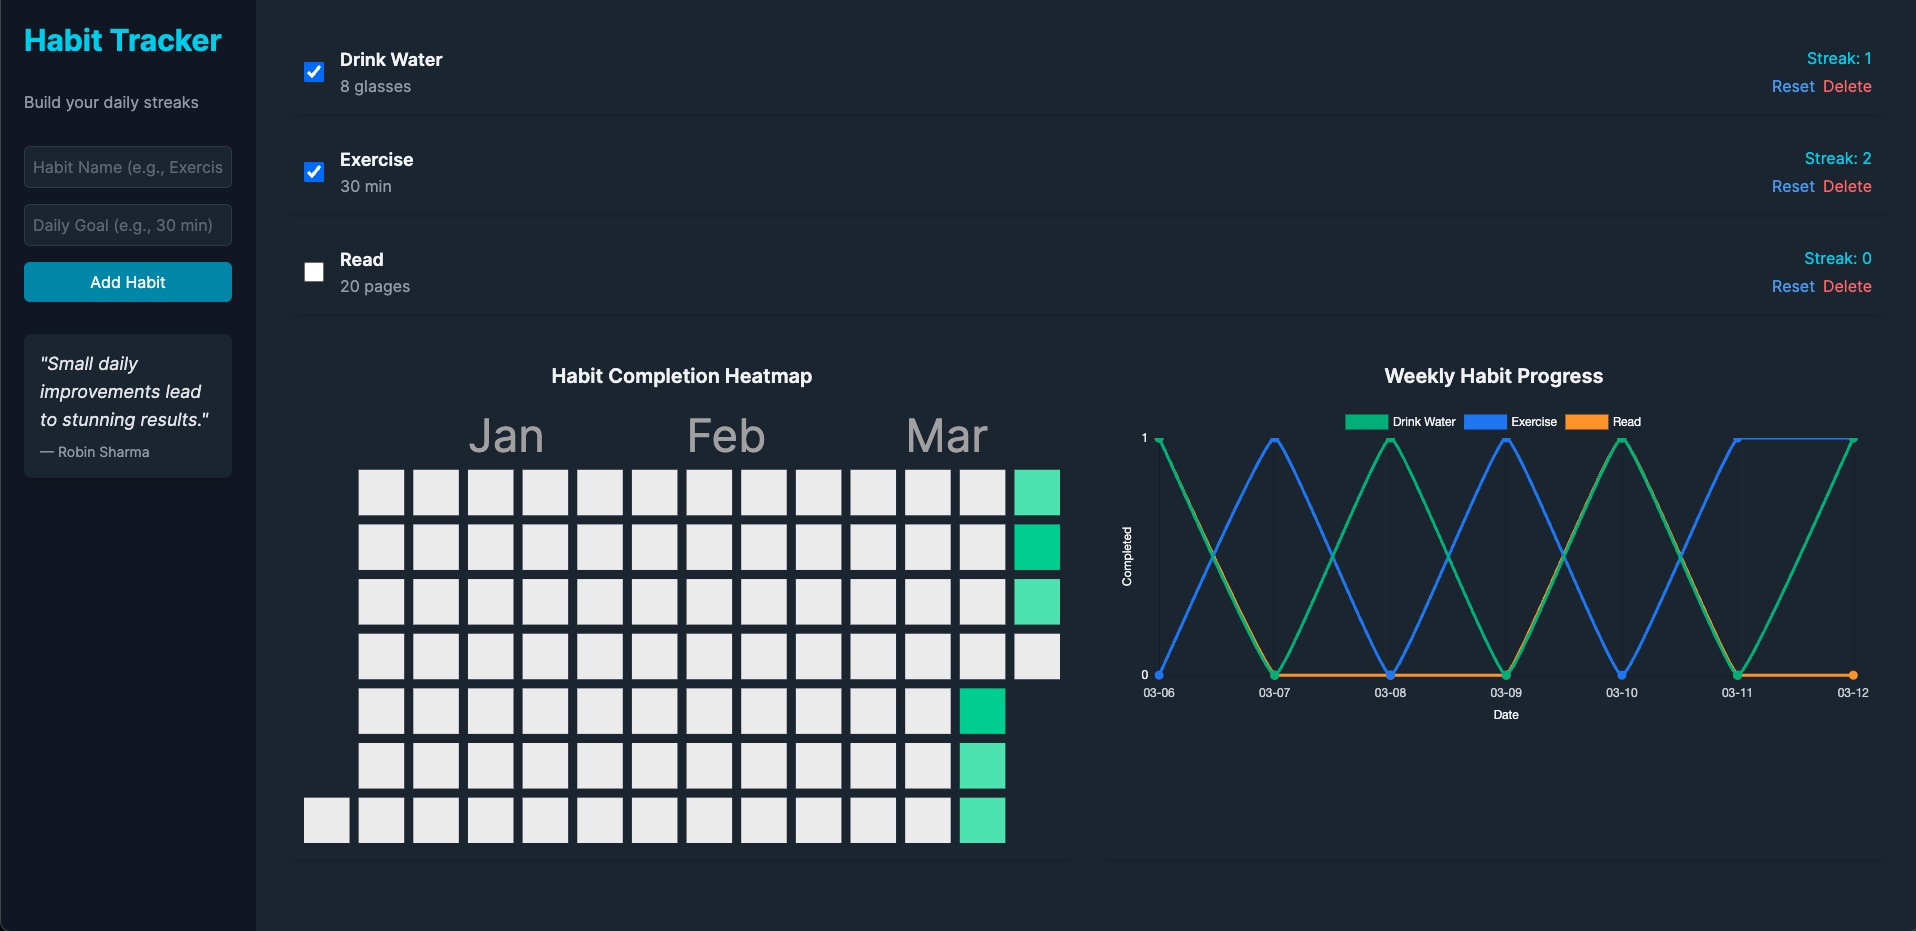 Habit Tracker
Build your daily streaks
Habit Name (e.g., Exercis
Daily Goal (e.g., 30 min)
Add Habit
"Small daily
improvements lead
to stunning results."
— Robin Sharma
Drink Water
8 glasses
Streak: 1
Reset Delete
Exercise
30 min
Streak: 2
Reset Delete
Read
20 pages
Streak: 0
Reset Delete
Habit Completion Heatmap
Jan Feb Mar
Weekly Habit Progress
Drink Water Exercise Read
1
Completed
0
03-06 03-07 03-08 03-09 03-10 03-11 03-12
Date